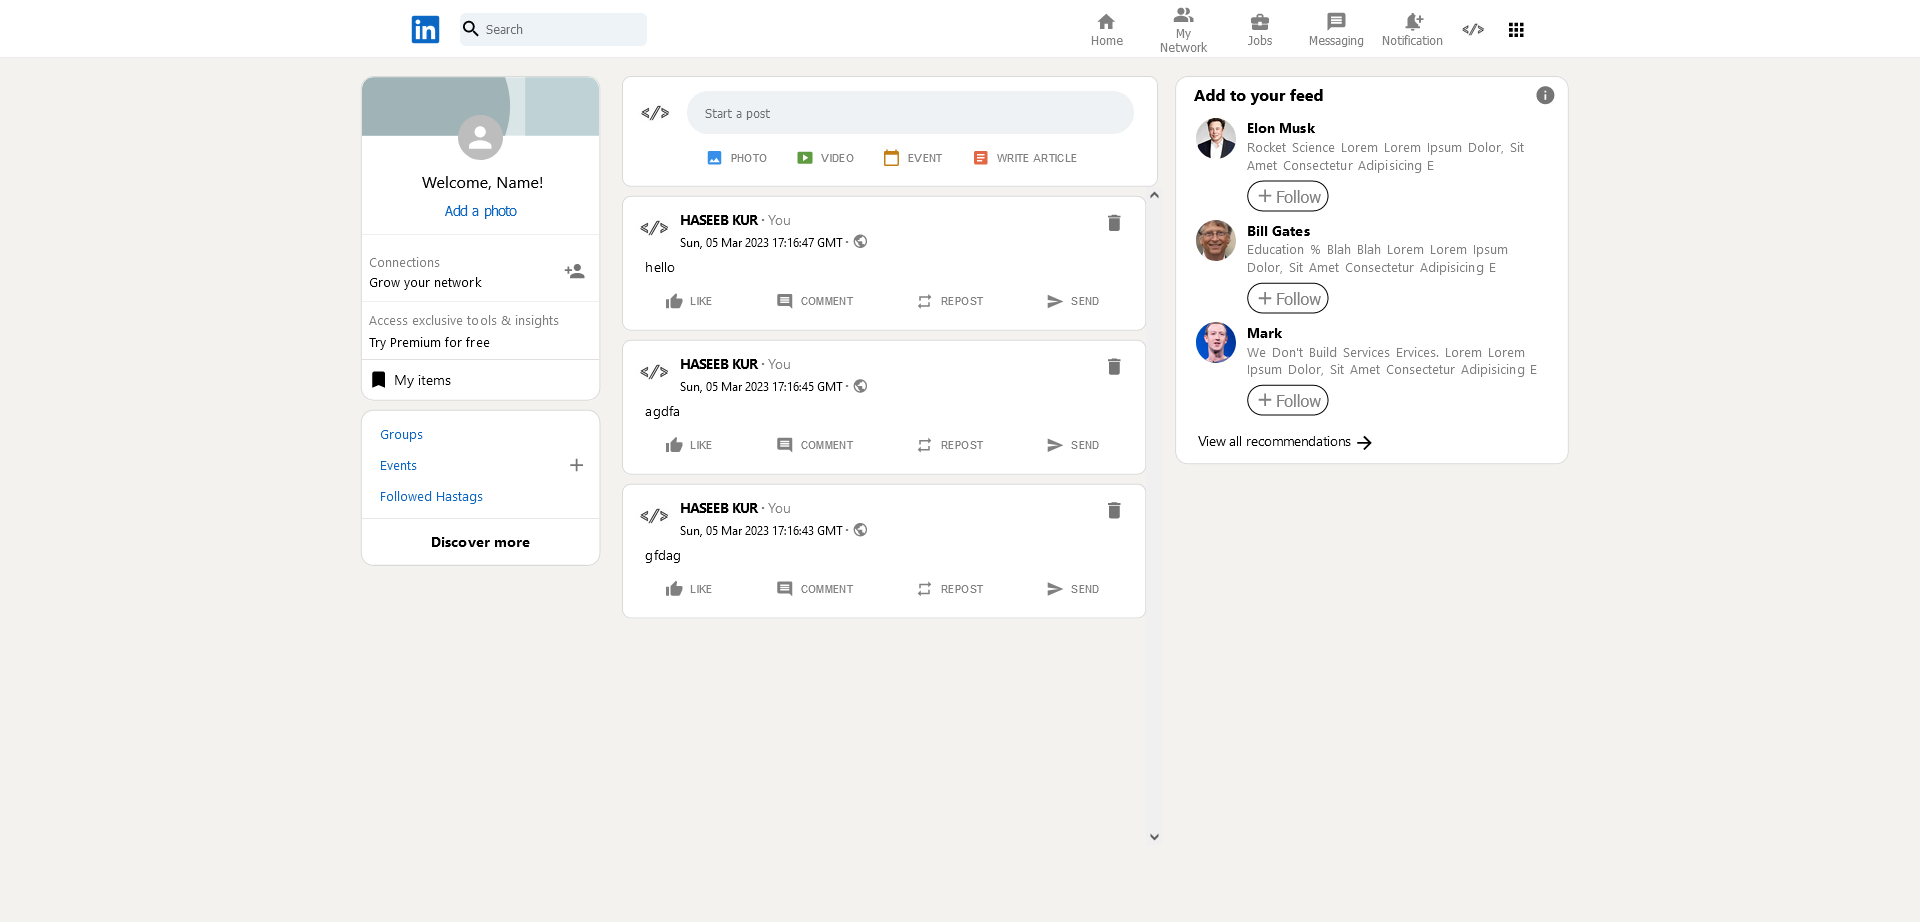 in
Search
Home
My
Network
Jobs
Messaging
Notification
</>
Welcome, Name!
Add a photo
Connections
Grow your network
Access exclusive tools & insights
Try Premium for free
My items
Groups
Events
Followed Hastags
Discover more
</>
Start a post
PHOTO
VIDEO
EVENT
WRITE ARTICLE
</>
HASEEB KUR · You
Sun, 05 Mar 2023 17:16:47 GMT ·
hello
LIKE
COMMENT
REPOST
SEND
</>
HASEEB KUR · You
Sun, 05 Mar 2023 17:16:45 GMT ·
agdfa
LIKE
COMMENT
REPOST
SEND
</>
HASEEB KUR · You
Sun, 05 Mar 2023 17:16:43 GMT ·
gfdag
LIKE
COMMENT
REPOST
SEND
Add to your feed
Elon Musk
Rocket Science Lorem Lorem Ipsum Dolor, Sit
Amet Consectetur Adipisicing E
Follow
Bill Gates
Education % Blah Blah Lorem Lorem Ipsum
Dolor, Sit Amet Consectetur Adipisicing E
Follow
Mark
We Don't Build Services Ervices. Lorem Lorem
Ipsum Dolor, Sit Amet Consectetur Adipisicing E
Follow
View all recommendations